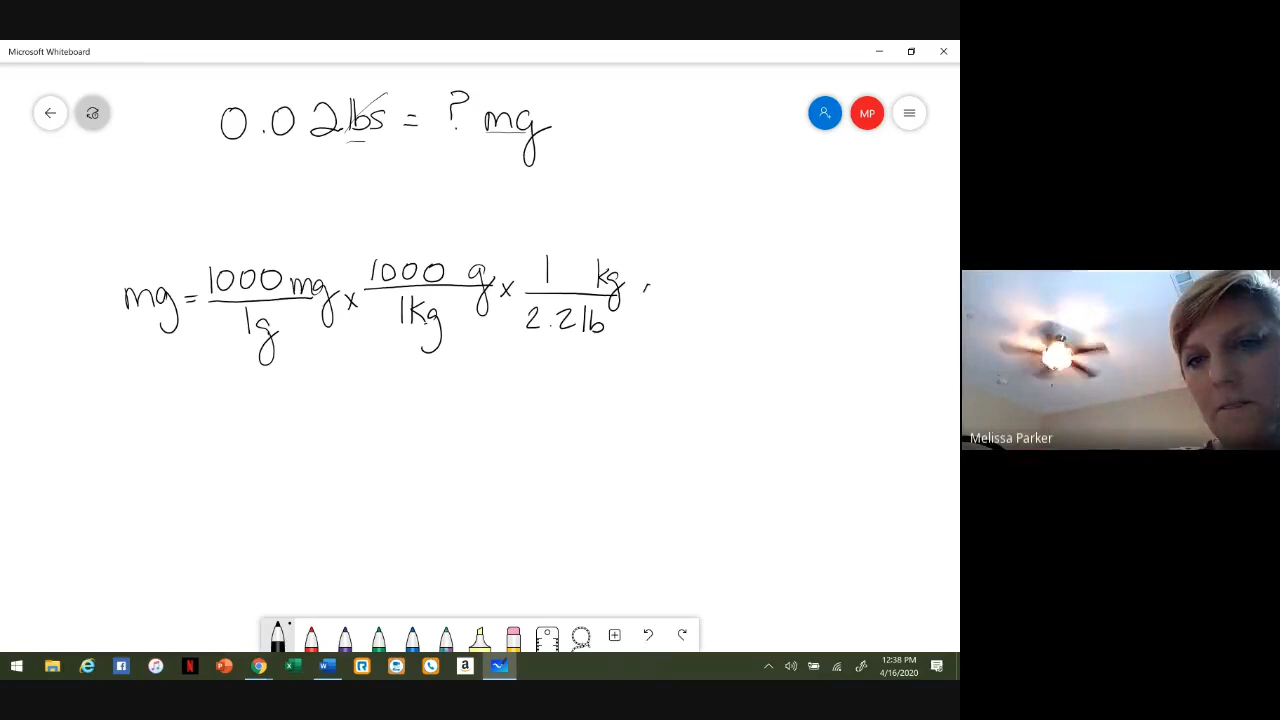 Microsoft Whiteboard
0.02 lbs = ? mg
MP
mg = 1000 mg / 1g x 1000 g / 1kg x 1 kg / 2.2 lb
Melissa Parker
12:38 PM
4/16/2020